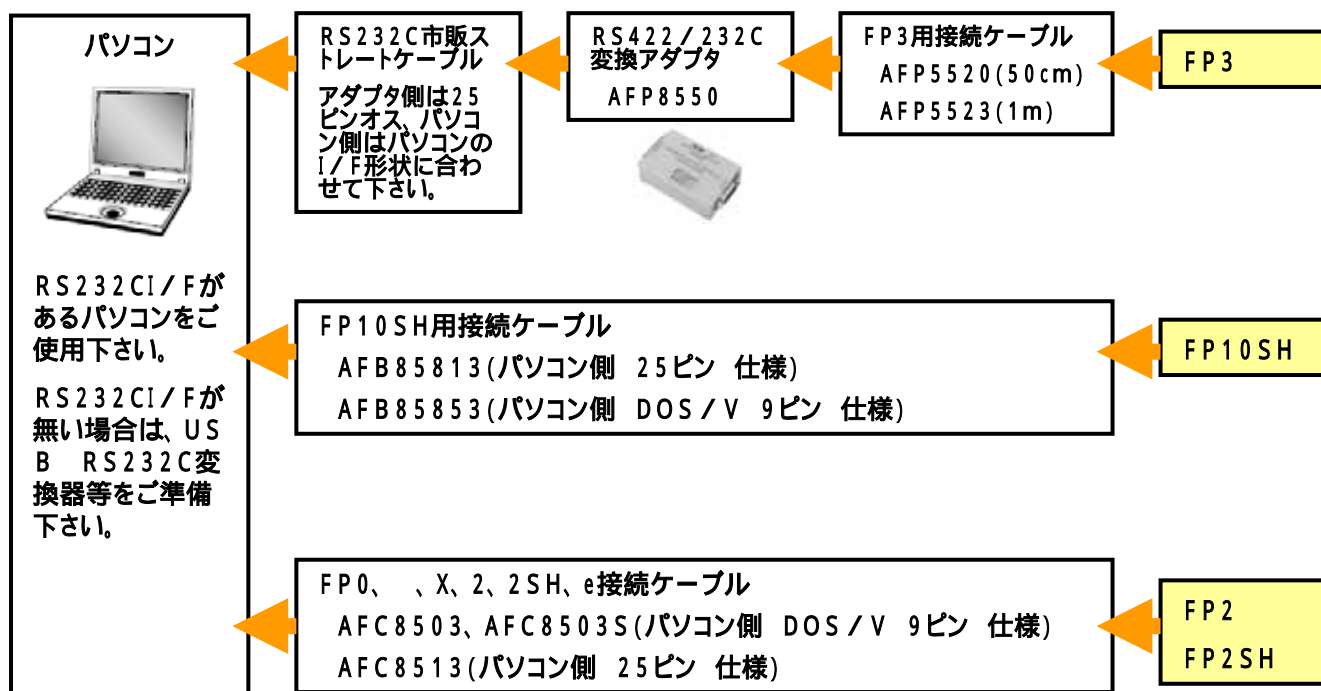 パソコン
RS232CI/Fが
あるパソコンをご
使用下さい。
RS232CI/Fが
無い場合は、US
B　RS232C変
換器等をご準備
下さい。
RS232C市販ス
トレートケーブル
アダプタ側は25
ピンオス、パソコ
ン側はパソコンの
I/F形状に合わ
せて下さい。
RS422/232C
変換アダプタ
AFP8550
FP3用接続ケーブル
AFP5520(50cm)
AFP5523(1m)
FP3
FP10SH用接続ケーブル
AFB85813(パソコン側　25ピン　仕様)
AFB85853(パソコン側　DOS/V 9ピン　仕様)
FP10SH
FP0、　、X、2、2SH、e接続ケーブル
AFC8503、AFC8503S(パソコン側　DOS/V　9ピン　仕様)
AFC8513(パソコン側　25ピン　仕様)
FP2
FP2SH